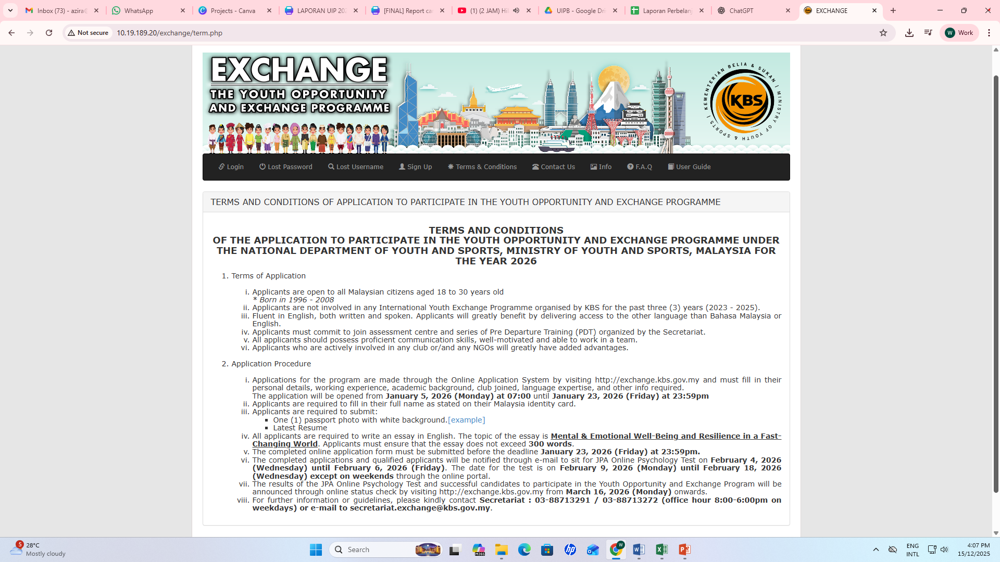 Inbox (73) - azira@
WhatsApp
Projects - Canva
LAPORAN UIP 202
[FINAL] Report ca
(1) (2 JAM) Hi
UIPB - Google Dri
Laporan Perbelanj
ChatGPT
EXCHANGE
Not secure
10.19.189.20/exchange/term.php
W Work
EXCHANGE
THE YOUTH OPPORTUNITY
AND EXCHANGE PROGRAMME
KEMENTERIAN BELIA & SUKAN | MINISTRY OF YOUTH & SPORTS |
KBS
Login
Lost Password
Lost Username
Sign Up
Terms & Conditions
Contact Us
Info
F.A.Q
User Guide
TERMS AND CONDITIONS OF APPLICATION TO PARTICIPATE IN THE YOUTH OPPORTUNITY AND EXCHANGE PROGRAMME
TERMS AND CONDITIONS
OF THE APPLICATION TO PARTICIPATE IN THE YOUTH OPPORTUNITY AND EXCHANGE PROGRAMME UNDER
THE NATIONAL DEPARTMENT OF YOUTH AND SPORTS, MINISTRY OF YOUTH AND SPORTS, MALAYSIA FOR
THE YEAR 2026
1. Terms of Application
i. Applicants are open to all Malaysian citizens aged 18 to 30 years old
* Born in 1996 - 2008
ii. Applicants are not involved in any International Youth Exchange Programme organised by KBS for the past three (3) years (2023 - 2025).
iii. Fluent in English, both written and spoken. Applicants will greatly benefit by delivering access to the other language than Bahasa Malaysia or
English.
iv. Applicants must commit to join assessment centre and series of Pre Departure Training (PDT) organized by the Secretariat.
v. All applicants should possess proficient communication skills, well-motivated and able to work in a team.
vi. Applicants who are actively involved in any club or/and any NGOs will greatly have added advantages.
2. Application Procedure
i. Applications for the program are made through the Online Application System by visiting http://exchange.kbs.gov.my and must fill in their
personal details, working experience, academic background, club joined, language expertise, and other info required.
The application will be opened from January 5, 2026 (Monday) at 07:00 until January 23, 2026 (Friday) at 23:59pm
ii. Applicants are required to fill in their full name as stated on their Malaysia identity card.
iii. Applicants are required to submit:
▪ One (1) passport photo with white background.[example]
▪ Latest Resume
iv. All applicants are required to write an essay in English. The topic of the essay is Mental & Emotional Well-Being and Resilience in a Fast-
Changing World. Applicants must ensure that the essay does not exceed 300 words.
v. The completed online application form must be submitted before the deadline January 23, 2026 (Friday) at 23:59pm.
vi. The completed applications and qualified applicants will be notified through e-mail to sit for JPA Online Psychology Test on February 4, 2026
(Wednesday) until February 6, 2026 (Friday). The date for the test is on February 9, 2026 (Monday) until February 18, 2026
(Wednesday) except on weekends through the online portal.
vii. The results of the JPA Online Psychology Test and successful candidates to participate in the Youth Opportunity and Exchange Program will be
announced through online status check by visiting http://exchange.kbs.gov.my from March 16, 2026 (Monday) onwards.
viii. For further information or guidelines, please kindly contact Secretariat : 03-88713291 / 03-88713272 (office hour 8:00-6:00pm on
weekdays) or e-mail to secretariat.exchange@kbs.gov.my.
5
28°C
Mostly cloudy
Search
M365
hp
W
ENG
INTL
4:07 PM
15/12/2025